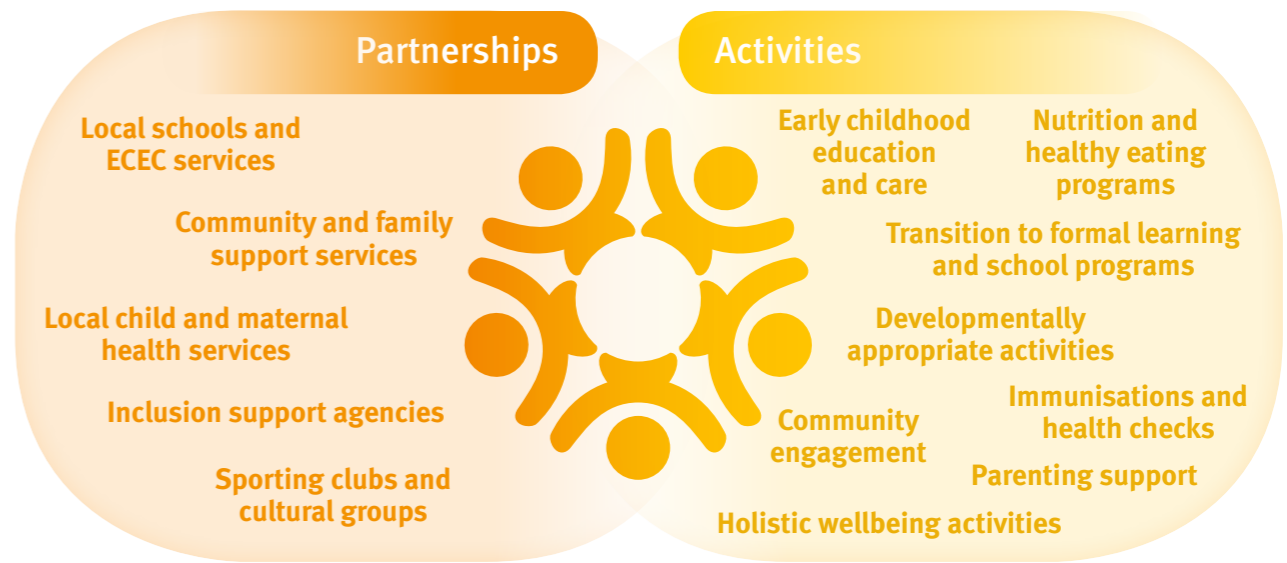 Partnerships
Local schools and
ECEC services
Community and family
support services
Local child and maternal
health services
Inclusion support agencies
Sporting clubs and
cultural groups
Activities
Early childhood
education
and care
Nutrition and
healthy eating
programs
Transition to formal learning
and school programs
Developmentally
appropriate activities
Immunisations and
health checks
Community
engagement
Parenting support
Holistic wellbeing activities